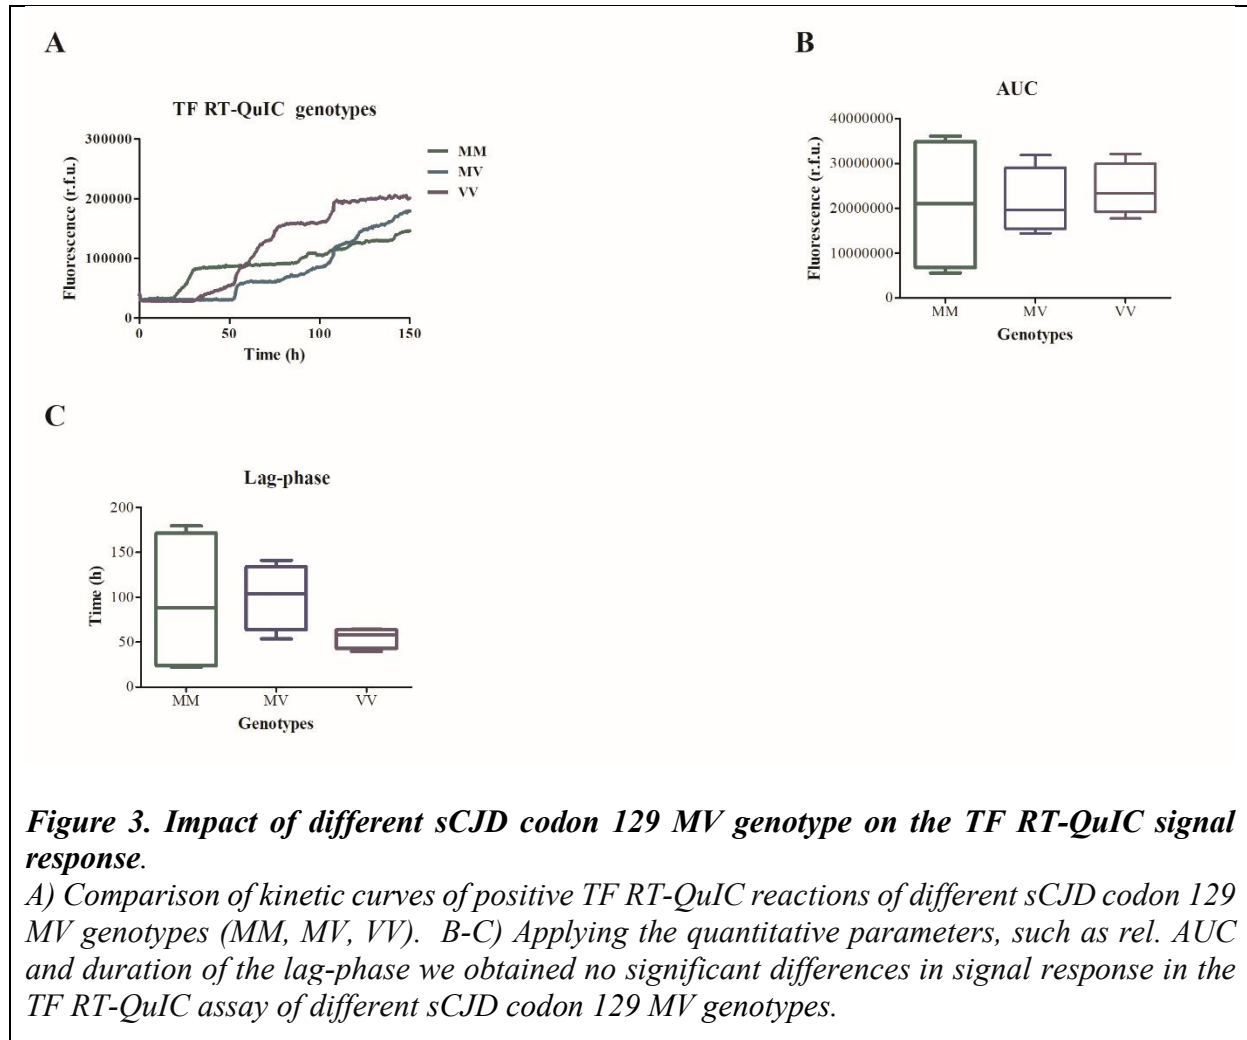 A
TF RT-QuIC genotypes
300000
200000
100000
0
Fluorescence (r.f.u.)
0 50 100 150
Time (h)
MM
MV
VV
B
AUC
40000000
30000000
20000000
10000000
0
Fluorescence (r.f.u.)
MM MV VV
Genotypes
C
Lag-phase
200
150
100
50
0
Time (h)
MM MV VV
Genotypes
Figure 3. Impact of different sCJD codon 129 MV genotype on the TF RT-QuIC signal
response.
A) Comparison of kinetic curves of positive TF RT-QuIC reactions of different sCJD codon 129
MV genotypes (MM, MV, VV). B-C) Applying the quantitative parameters, such as rel. AUC
and duration of the lag-phase we obtained no significant differences in signal response in the
TF RT-QuIC assay of different sCJD codon 129 MV genotypes.